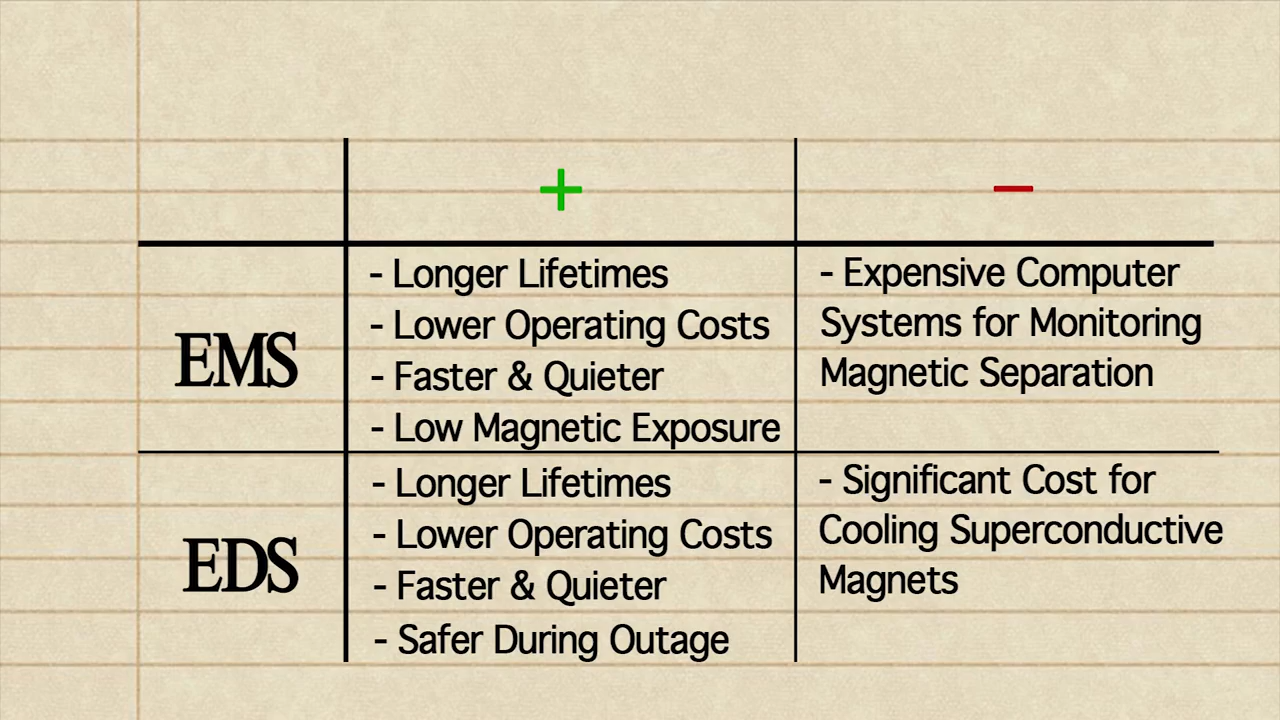 +
−
EMS
- Longer Lifetimes
- Lower Operating Costs
- Faster & Quieter
- Low Magnetic Exposure
- Expensive Computer
Systems for Monitoring
Magnetic Separation
EDS
- Longer Lifetimes
- Lower Operating Costs
- Faster & Quieter
- Safer During Outage
- Significant Cost for
Cooling Superconductive
Magnets